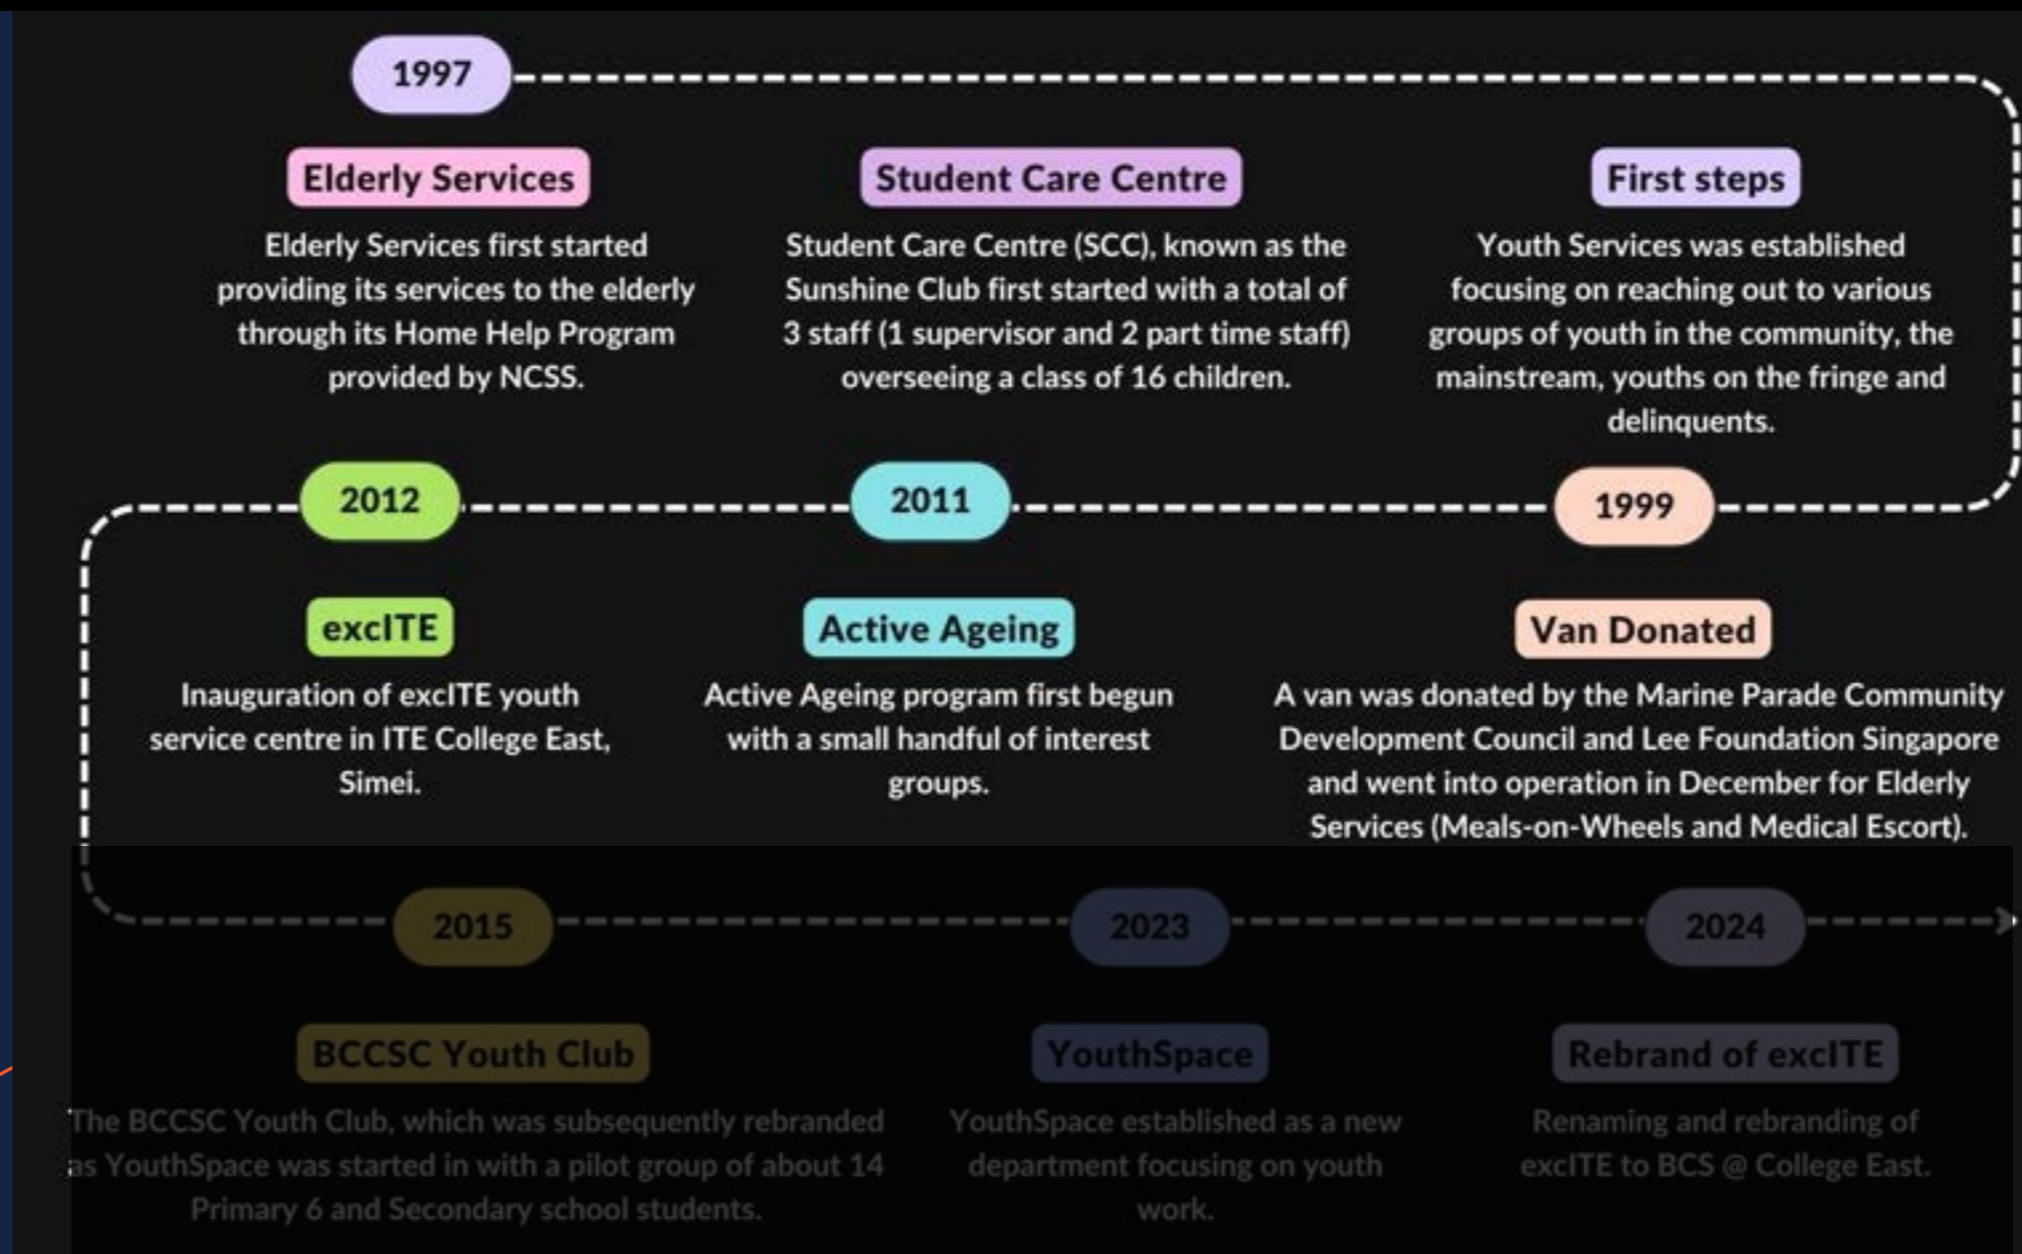 1997
Elderly Services
Elderly Services first started
providing its services to the elderly
through its Home Help Program
provided by NCSS.
Student Care Centre
Student Care Centre (SCC), known as the
Sunshine Club first started with a total of
3 staff (1 supervisor and 2 part time staff)
overseeing a class of 16 children.
First steps
Youth Services was established
focusing on reaching out to various
groups of youth in the community, the
mainstream, youths on the fringe and
delinquents.
1999
Van Donated
A van was donated by the Marine Parade Community
Development Council and Lee Foundation Singapore
and went into operation in December for Elderly
Services (Meals-on-Wheels and Medical Escort).
2011
Active Ageing
Active Ageing program first begun
with a small handful of interest
groups.
2012
excITE
Inauguration of excITE youth
service centre in ITE College East,
Simei.
2015
BCCSC Youth Club
The BCCSC Youth Club, which was subsequently rebranded
as YouthSpace was started in with a pilot group of about 14
Primary 6 and Secondary school students.
2023
YouthSpace
YouthSpace established as a new
department focusing on youth
work.
2024
Rebrand of excITE
Renaming and rebranding of
excITE to BCS @ College East.